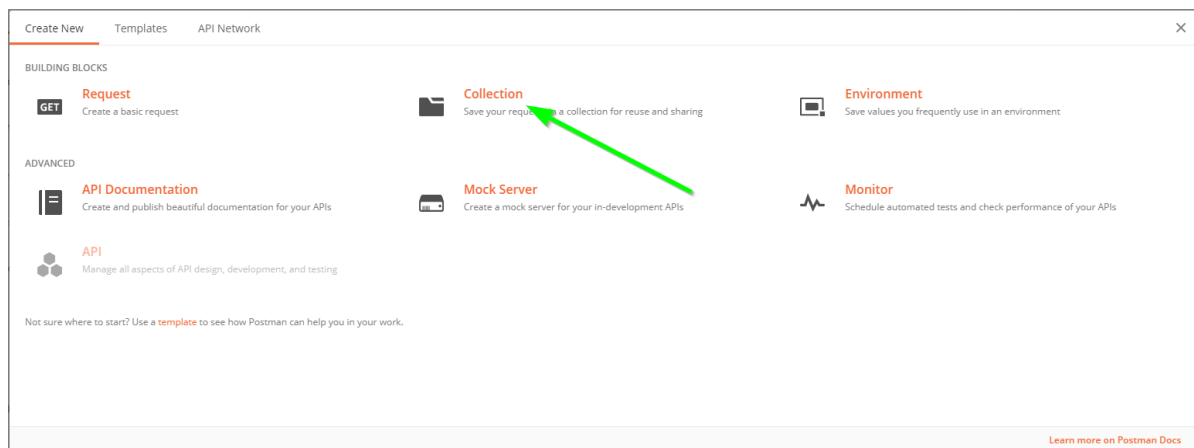 Create New Templates API Network
BUILDING BLOCKS
GET
Request
Create a basic request
Collection
Save your reque a collection for reuse and sharing
Environment
Save values you frequently use in an environment
ADVANCED
API Documentation
Create and publish beautiful documentation for your APIs
Mock Server
Create a mock server for your in-development APIs
Monitor
Schedule automated tests and check performance of your APIs
API
Manage all aspects of API design, development, and testing
Not sure where to start? Use a template to see how Postman can help you in your work.
Learn more on Postman Docs